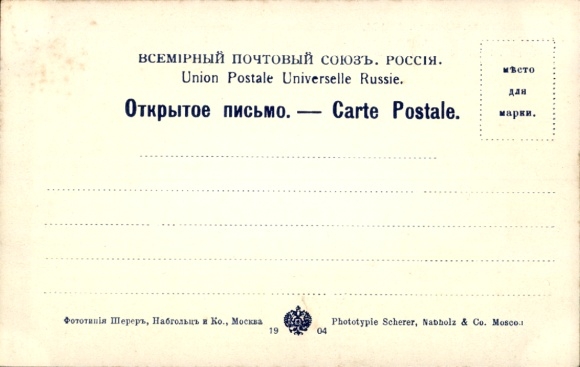 ВСЕМІРНЫЙ ПОЧТОВЫЙ СОЮЗЪ. РОССІЯ.
Union Postale Universelle Russie.
Открытое письмо. — Carte Postale.
мѣсто
для
марки.
Фототипія Шереръ, Набгольцъ и Ко., Москва
19 04
Phototypie Scherer, Nabholz & Co. Moscou